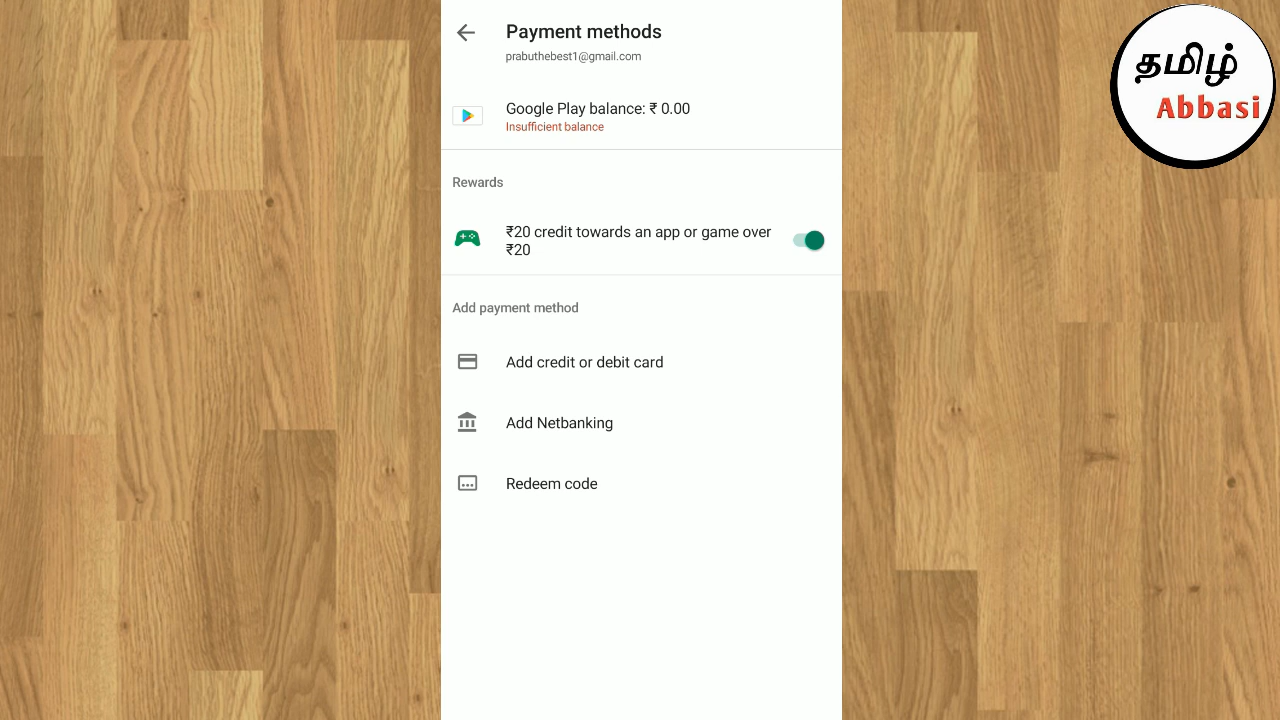 Payment methods
prabuthebest1@gmail.com
Google Play balance: ₹ 0.00
Insufficient balance
Rewards
₹20 credit towards an app or game over
₹20
Add payment method
Add credit or debit card
Add Netbanking
Redeem code
தமிழ்
Abbasi